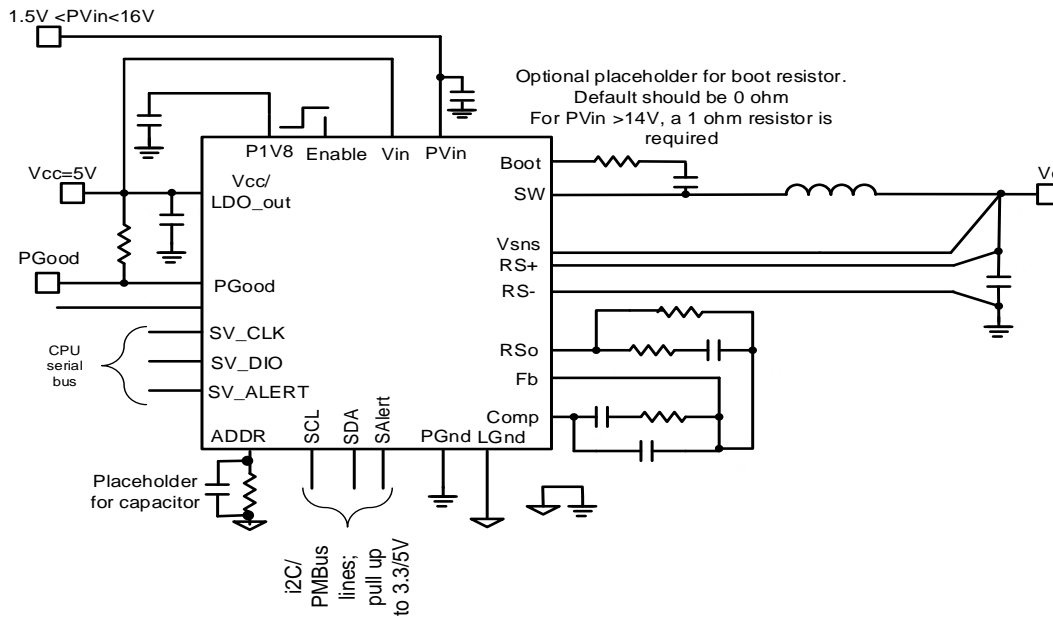 1.5V <PVin<16V
Optional placeholder for boot resistor.
Default should be 0 ohm
For PVin >14V, a 1 ohm resistor is
required
P1V8
Enable
Vin
PVin
Boot
Vcc=5V
Vcc/
LDO_out
SW
Vsns
RS+
PGood
PGood
RS-
SV_CLK
CPU
serial
bus
SV_DIO
SV_ALERT
RSo
Fb
Comp
ADDR
SCL
SDA
SAlert
PGnd
LGnd
Placeholder
for capacitor
i2C/
PMBus
lines;
pull up
to 3.3/5V